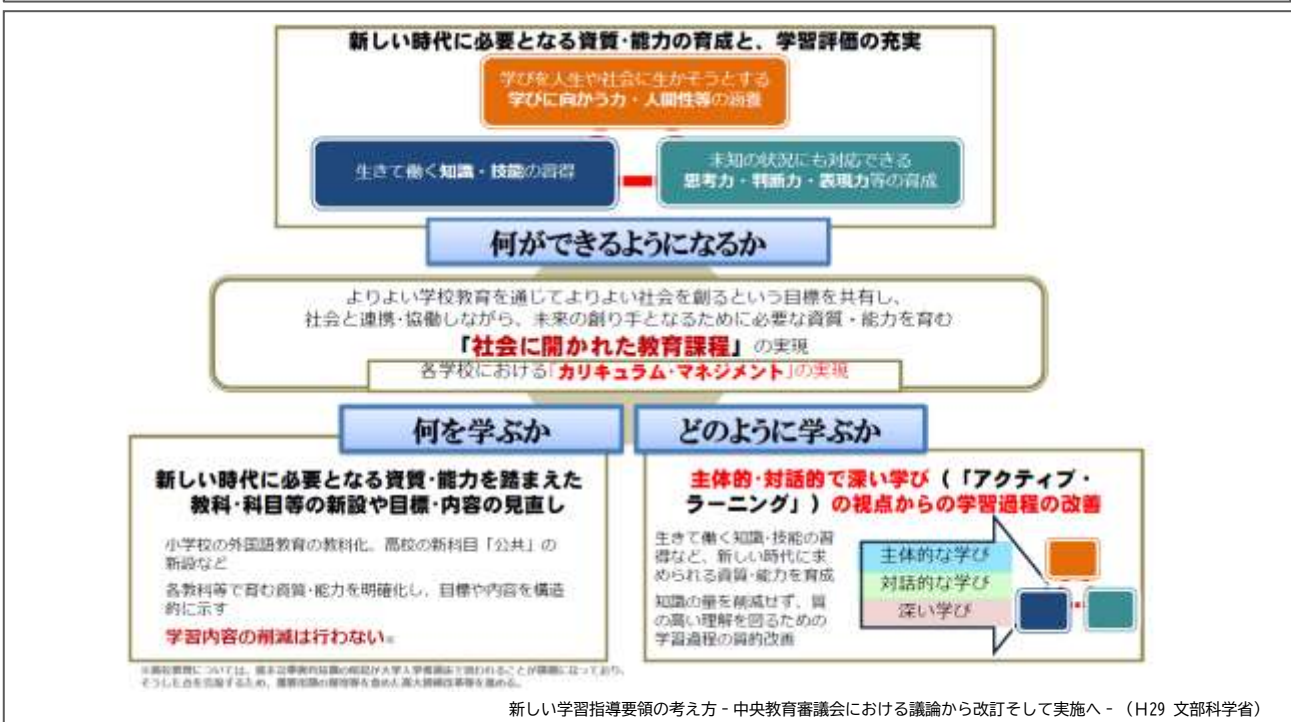 新しい時代に必要となる資質･能力の育成と、学習評価の充実
学びを人生や社会に生かそうとする
学びに向かう力・人間性等の涵養
生きて働く知識・技能の習得
未知の状況にも対応できる
思考力・判断力・表現力等の育成
何ができるようになるか
よりよい学校教育を通じてよりよい社会を創るという目標を共有し、
社会と連携･協働しながら、未来の創り手となるために必要な資質・能力を育む
「社会に開かれた教育課程」の実現
各学校における「カリキュラム･マネジメント」の実現
何を学ぶか
新しい時代に必要となる資質･能力を踏まえた
教科･科目等の新設や目標･内容の見直し
小学校の外国語教育の教科化、高校の新科目「公共」の
新設など
各教科等で育む資質･能力を明確化し、目標や内容を構造
的に示す
学習内容の削減は行わない※
どのように学ぶか
主体的･対話的で深い学び（「アクティブ・
ラーニング」）の視点からの学習過程の改善
生きて働く知識･技能の習
得など、新しい時代に求
められる資質･能力を育成
知識の量を削減せず、質
の高い理解を図るための
学習過程の質的改善
主体的な学び
対話的な学び
深い学び
新しい学習指導要領の考え方－中央教育審議会における議論から改訂そして実施へ－（H29 文部科学省）